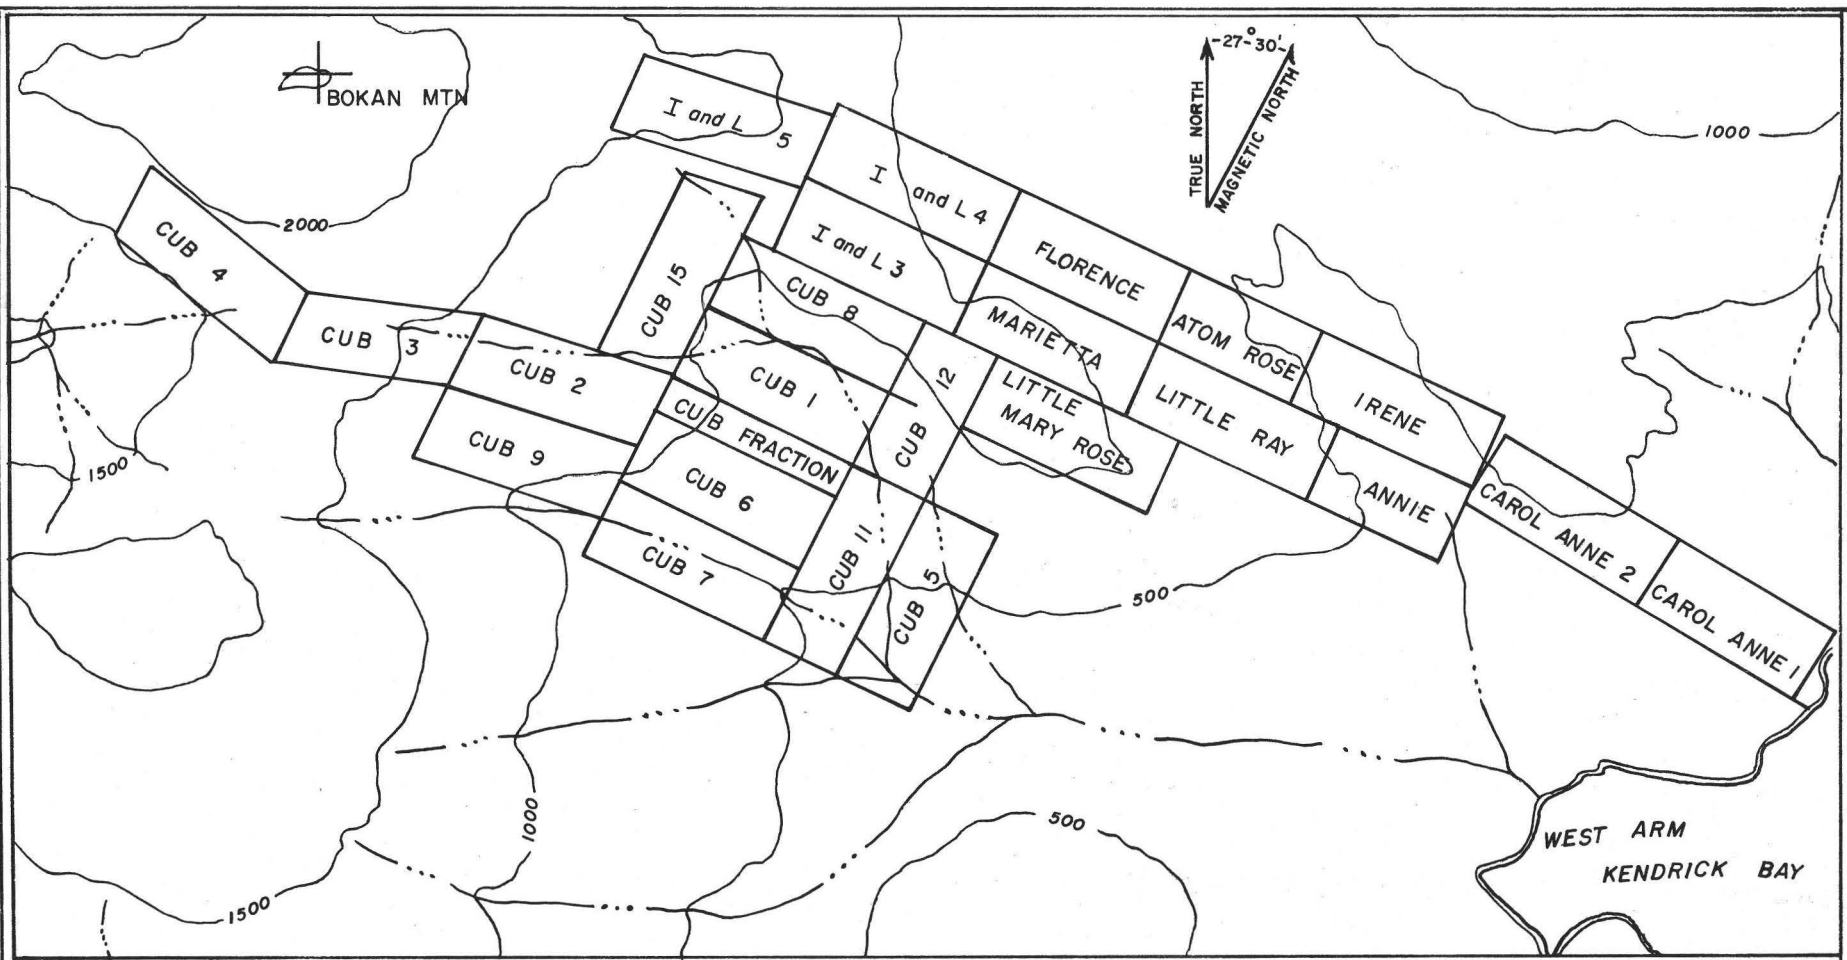 -27°30'-
TRUE NORTH
MAGNETIC NORTH
BOKAN MTN
1000
I and L 5
I and L 4
CUB 4
2000
I and L 3
FLORENCE
CUB 15
CUB 8
CUB 3
MARIETTA
ATOM ROSE
CUB 2
CUB 1
CUB 12
LITTLE
MARY ROSE
LITTLE RAY
IRENE
CUB FRACTION
CUB 9
1500
CUB 6
ANNIE
CAROL ANNE 2
CUB 7
CUB 11
CUB 5
500
CAROL ANNE 1
1000
500
WEST ARM
KENDRICK BAY
1500